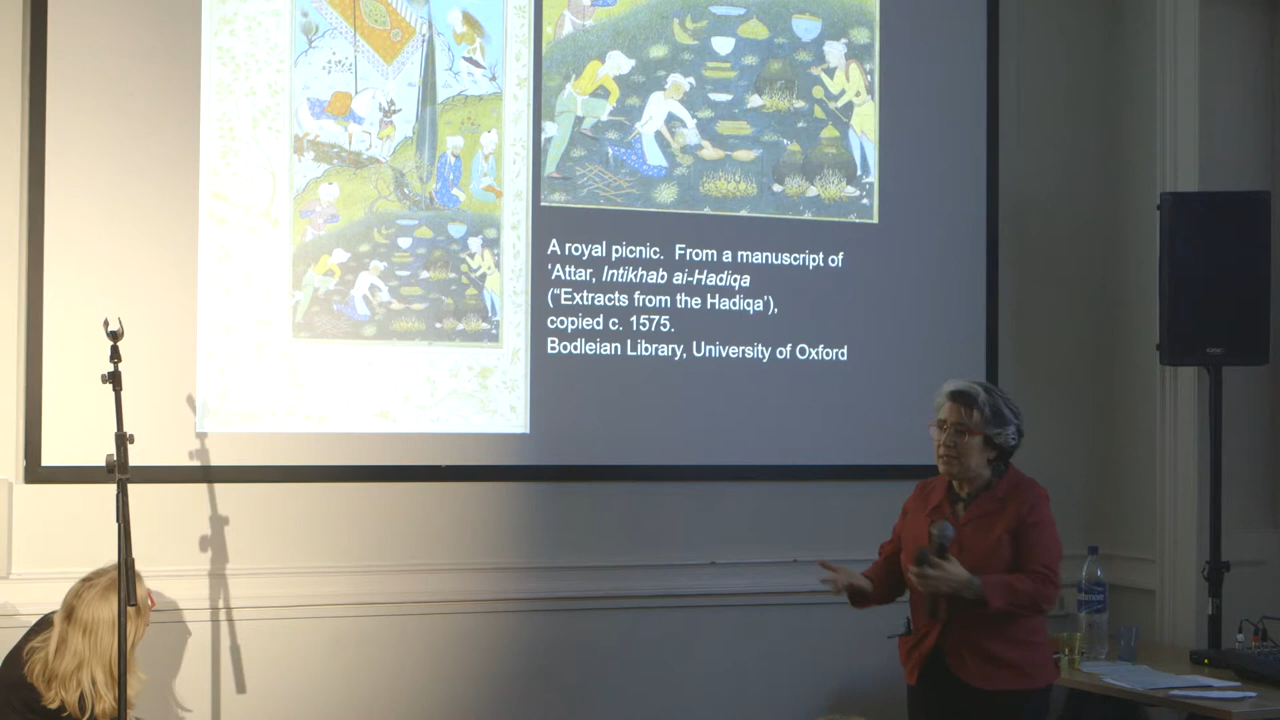 A royal picnic. From a manuscript of
'Attar, Intikhab ai-Hadiqa
("Extracts from the Hadiqa'),
copied c. 1575.
Bodleian Library, University of Oxford
QSC